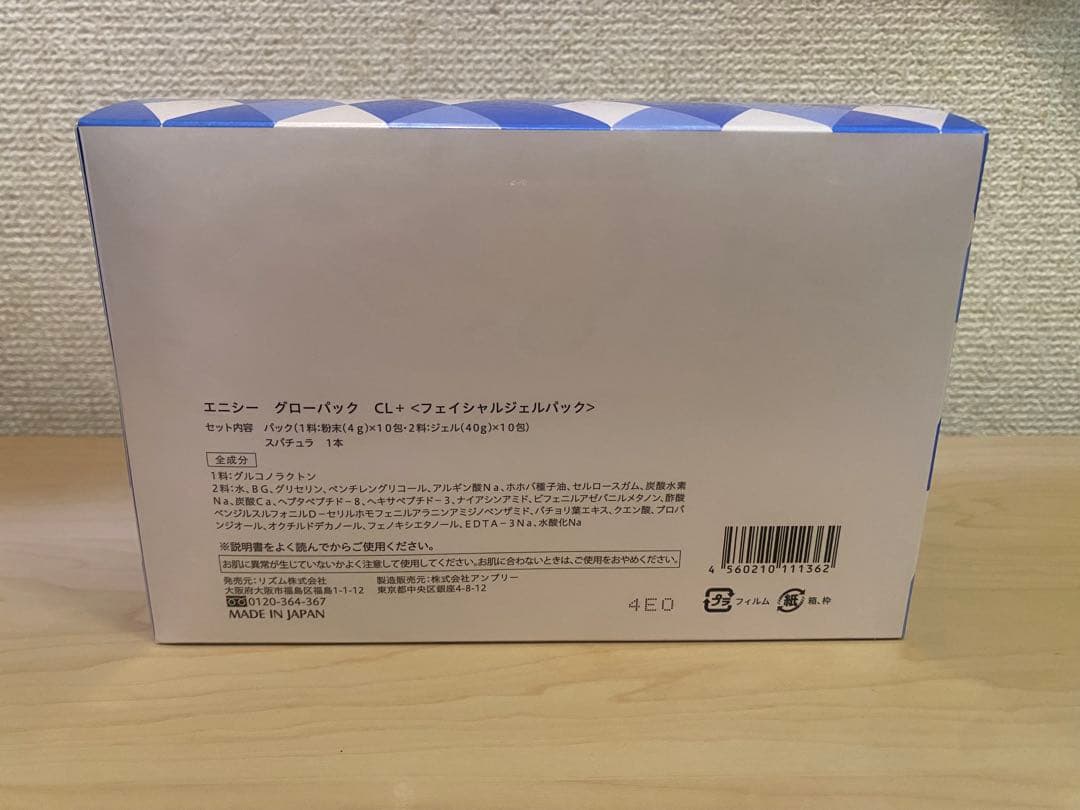 エニシー グローパック CL+ <フェイシャルジェルパック>
セット内容 パック(1料:粉末(4g)×10包・2料:ジェル(40g)×10包)
スパチュラ 1本
全成分
1料:グルコノラクトン
2料:水、BG、グリセリン、ペンチレングリコール、アルギン酸Na、ホホバ種子油、セルロースガム、炭酸水素
Na、炭酸Ca、ヘプタペプチド-8、ヘキサペプチド-3、ナイアシンアミド、ビフェニルアゼパニルメタノン、酢酸
ベンジルスルフォニルD-セリルホモフェニルアラニンアミジノベンザミド、パチョリ葉エキス、クエン酸、プロパ
ンジオール、オクチルドデカノール、フェノキシエタノール、EDTA-3Na、水酸化Na
※説明書をよく読んでからご使用ください。
お肌に異常が生じていないかよく注意して使用してください。お肌に合わないときは、ご使用をおやめください。
発売元:リズム株式会社
大阪府大阪市福島区福島1-1-12
0120-364-367
MADE IN JAPAN
製造販売元:株式会社アンプリー
東京都中央区銀座4-8-12
4E0
4 560210 111362
プラ フィルム 紙 箱、枠